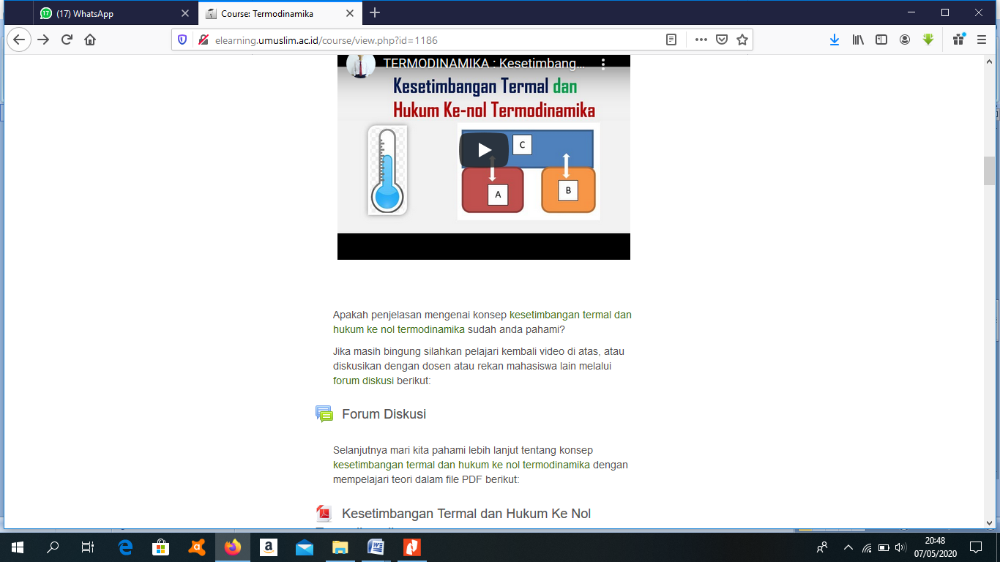 (17) WhatsApp
Course: Termodinamika
elearning.umuslim.ac.id/course/view.php?id=1186
TERMODINAMIKA : Kesetimbang...
Kesetimbangan Termal dan
Hukum Ke-nol Termodinamika
C
A
B
Apakah penjelasan mengenai konsep kesetimbangan termal dan
hukum ke nol termodinamika sudah anda pahami?
Jika masih bingung silahkan pelajari kembali video di atas, atau
diskusikan dengan dosen atau rekan mahasiswa lain melalui
forum diskusi berikut:
Forum Diskusi
Selanjutnya mari kita pahami lebih lanjut tentang konsep
kesetimbangan termal dan hukum ke nol termodinamika dengan
mempelajari teori dalam file PDF berikut:
Kesetimbangan Termal dan Hukum Ke Nol
20:48
07/05/2020